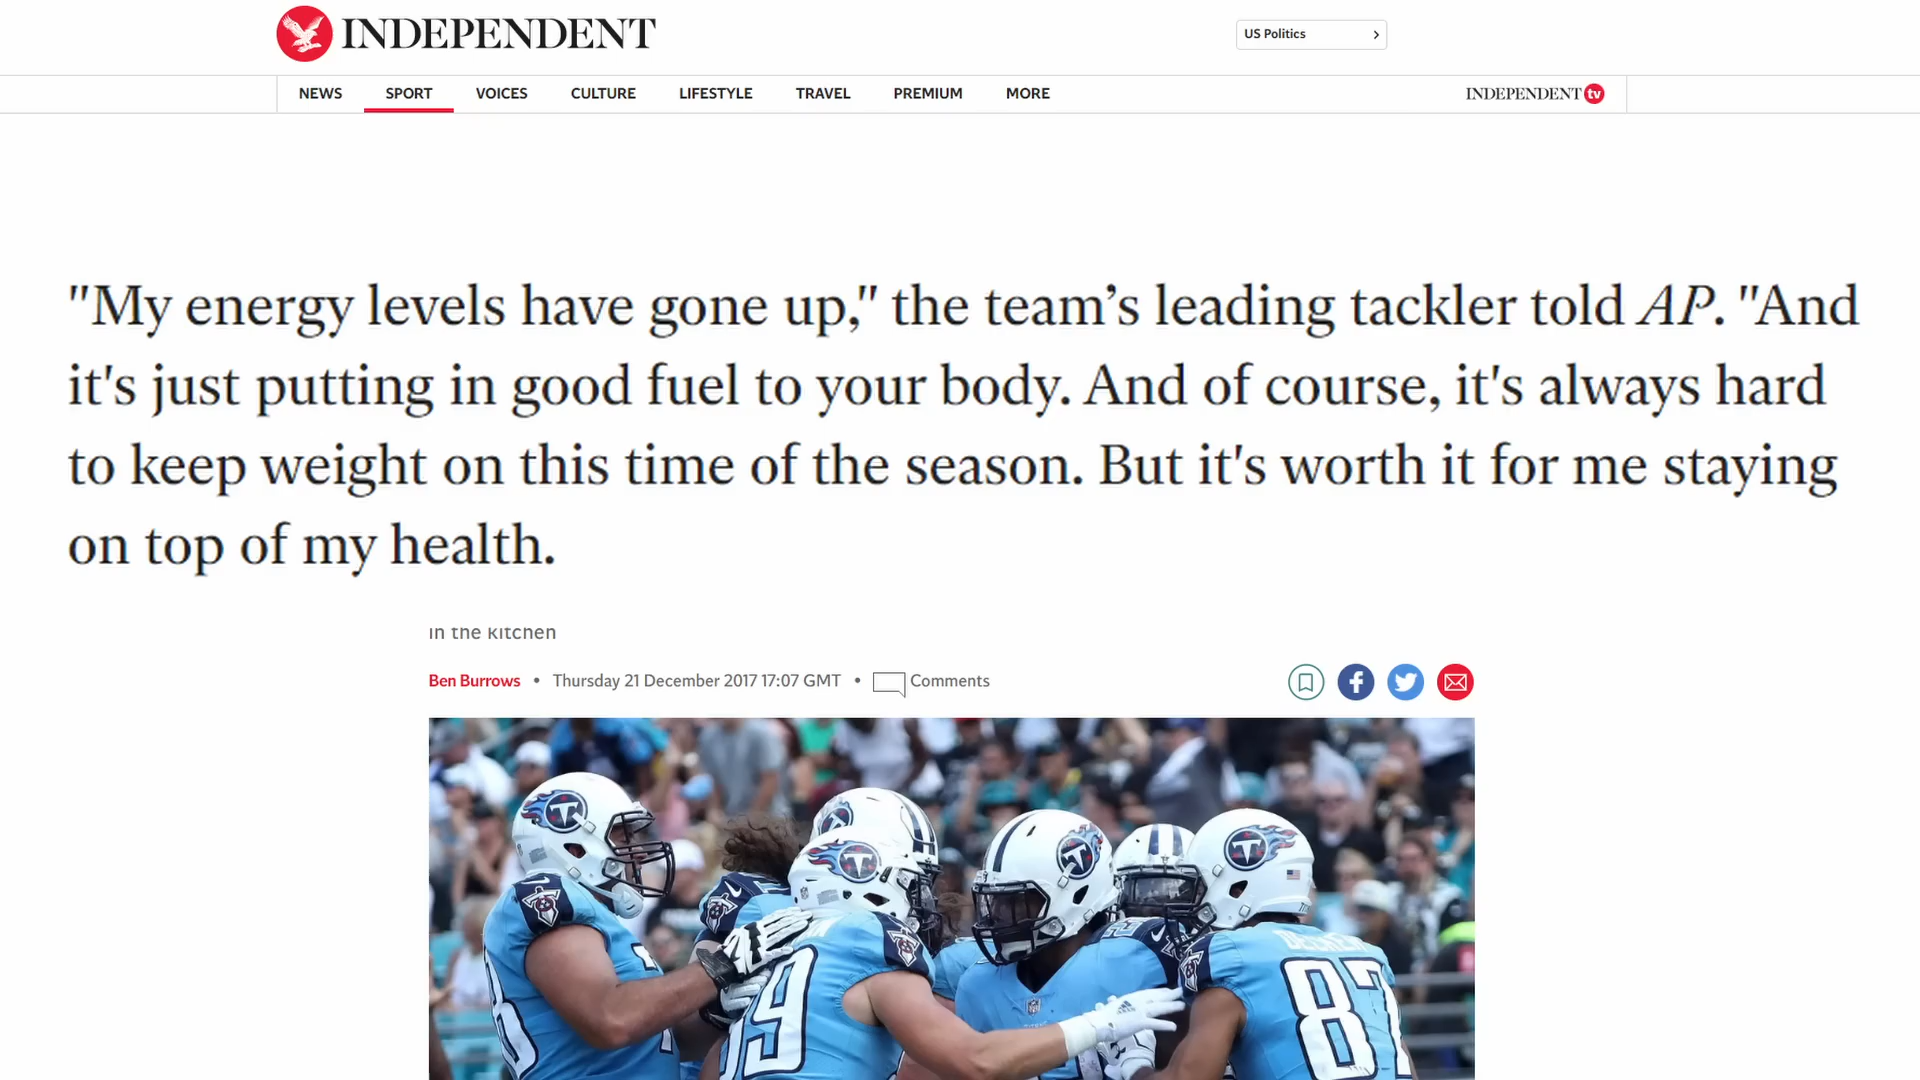 INDEPENDENT
US Politics
NEWS SPORT VOICES CULTURE LIFESTYLE TRAVEL PREMIUM MORE INDEPENDENT tv
"My energy levels have gone up," the team’s leading tackler told AP. "And
it's just putting in good fuel to your body. And of course, it's always hard
to keep weight on this time of the season. But it's worth it for me staying
on top of my health.
in the kitchen
Ben Burrows • Thursday 21 December 2017 17:07 GMT • Comments
87